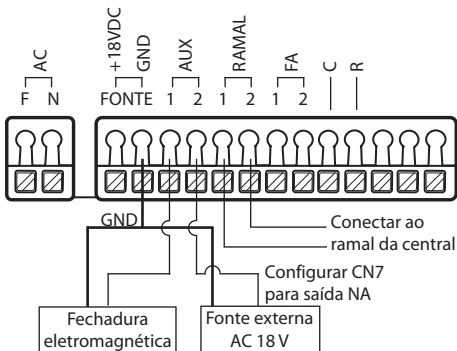 AC
F N
+18VDC
GND
FONTE
AUX
1 2
RAMAL
1 2
FA
1 2
C
R
GND
Conectar ao
ramal da central
Configurar CN7
para saída NA
Fechadura
eletromagnética
Fonte externa
AC 18 V